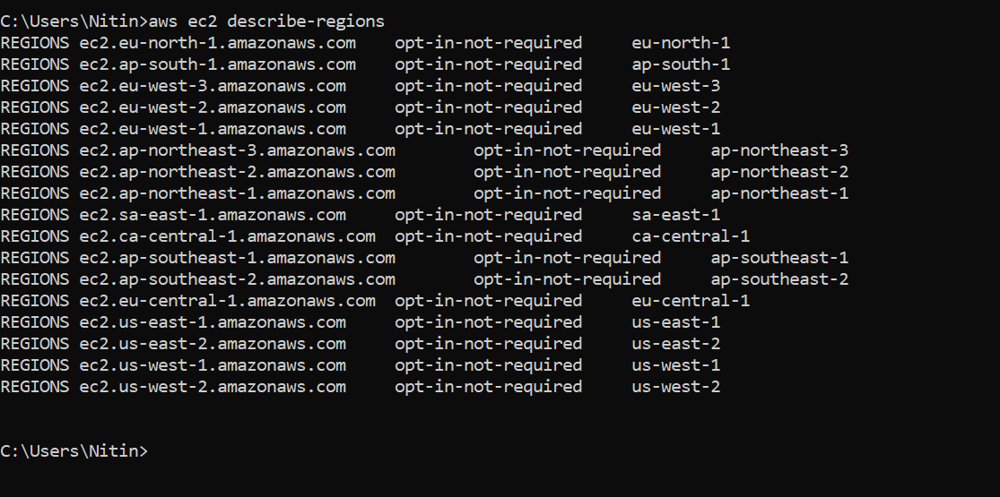 C:\Users\Nitin>aws ec2 describe-regions
REGIONS ec2.eu-north-1.amazonaws.com    opt-in-not-required     eu-north-1
REGIONS ec2.ap-south-1.amazonaws.com    opt-in-not-required     ap-south-1
REGIONS ec2.eu-west-3.amazonaws.com     opt-in-not-required     eu-west-3
REGIONS ec2.eu-west-2.amazonaws.com     opt-in-not-required     eu-west-2
REGIONS ec2.eu-west-1.amazonaws.com     opt-in-not-required     eu-west-1
REGIONS ec2.ap-northeast-3.amazonaws.com        opt-in-not-required     ap-northeast-3
REGIONS ec2.ap-northeast-2.amazonaws.com        opt-in-not-required     ap-northeast-2
REGIONS ec2.ap-northeast-1.amazonaws.com        opt-in-not-required     ap-northeast-1
REGIONS ec2.sa-east-1.amazonaws.com     opt-in-not-required     sa-east-1
REGIONS ec2.ca-central-1.amazonaws.com  opt-in-not-required     ca-central-1
REGIONS ec2.ap-southeast-1.amazonaws.com        opt-in-not-required     ap-southeast-1
REGIONS ec2.ap-southeast-2.amazonaws.com        opt-in-not-required     ap-southeast-2
REGIONS ec2.eu-central-1.amazonaws.com  opt-in-not-required     eu-central-1
REGIONS ec2.us-east-1.amazonaws.com     opt-in-not-required     us-east-1
REGIONS ec2.us-east-2.amazonaws.com     opt-in-not-required     us-east-2
REGIONS ec2.us-west-1.amazonaws.com     opt-in-not-required     us-west-1
REGIONS ec2.us-west-2.amazonaws.com     opt-in-not-required     us-west-2
C:\Users\Nitin>